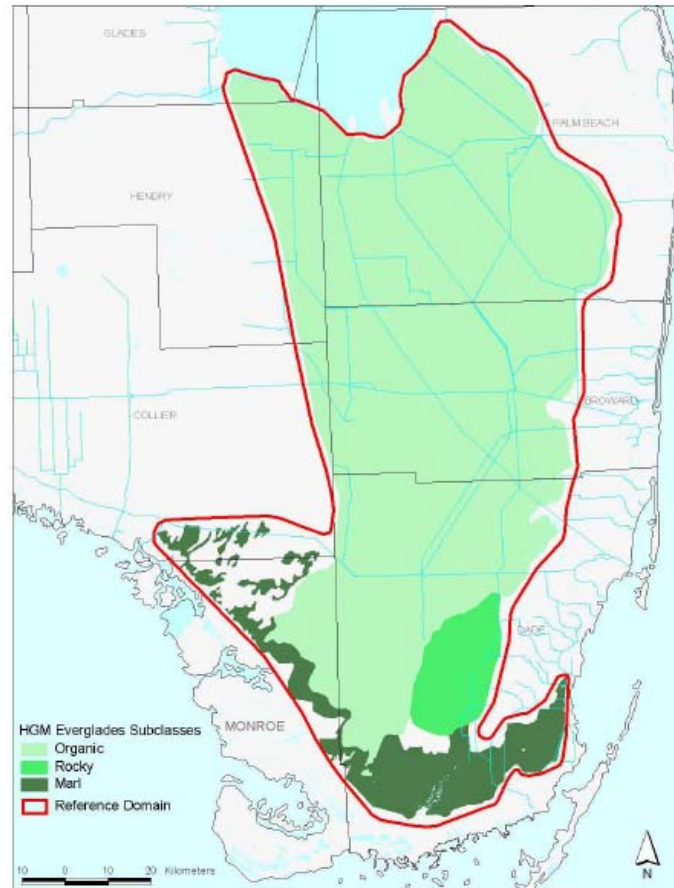 GLADES
PALM BEACH
HENDRY
COLLIER
BROWARD
DADE
MONROE
HGM Everglades Subclasses
Organic
Rocky
Marl
Reference Domain
10 0 10 20 Kilometers
N